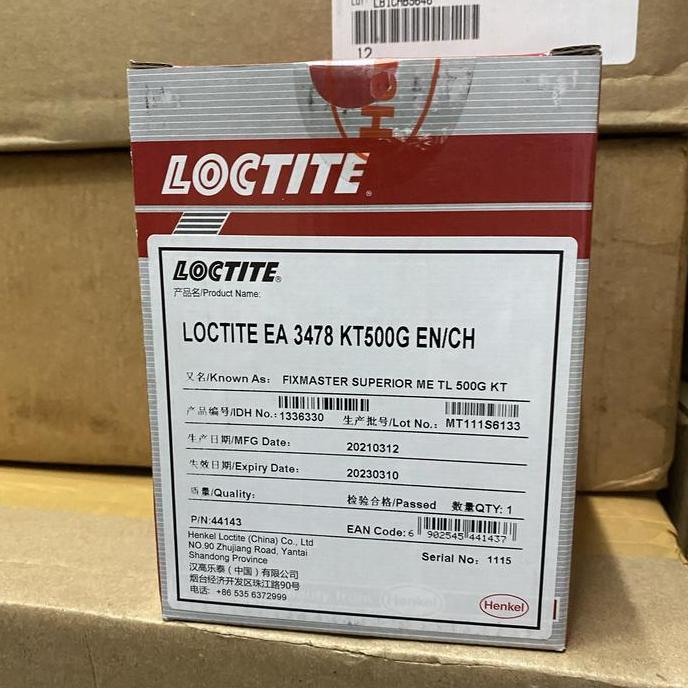 12
LOCTITE®
LOCTITE®
产品名/Product Name:
LOCTITE EA 3478 KT500G EN/CH
又名/Known As: FIXMASTER SUPERIOR ME TL 500G KT
产品编号/IDH No.: 1336330 生产批号/Lot No.: MT111S6133
生产日期/MFG Date: 20210312
失效日期/Expiry Date: 20230310
质量/Quality: 检验合格/Passed 数量QTY: 1
P/N:44143 EAN Code: 6 902545 441437
Henkel Loctite (China) Co., Ltd
NO.90 Zhujiang Road, Yantai
Shandong Province
Serial No: 1115
汉高乐泰（中国）有限公司
烟台经济开发区珠江路90号
电话: +86 535 6372999
Henkel